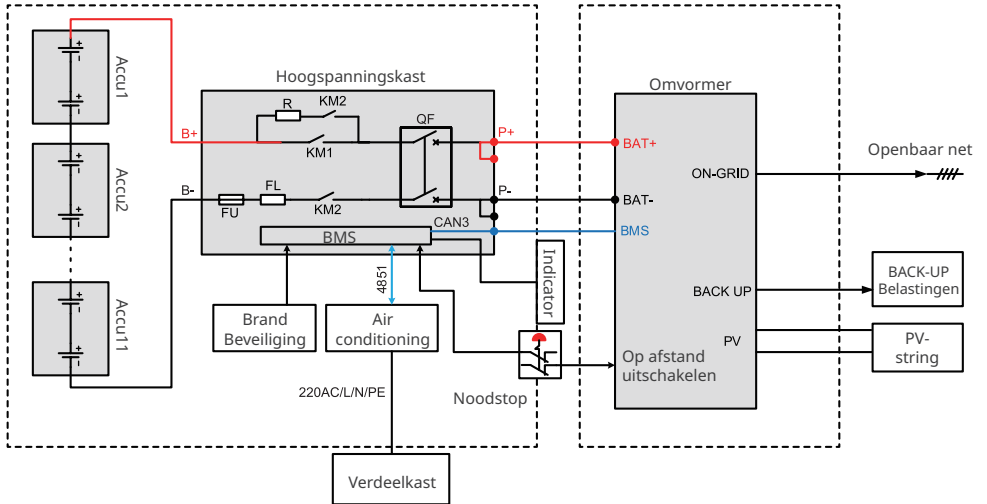 Hoogspanningskast
Omvormer
Accu1
Accu2
Accu11
R
KM2
QF
B+
KM1
P+
BAT+
Openbaar net
ON-GRID
B-
FL
FU
KM2
P-
BAT-
CAN3
BMS
BMS
4851
Indicator
Brand
Beveiliging
Air
conditioning
BACK UP
BACK-UP
Belastingen
PV
PV-
string
Op afstand
uitschakelen
Noodstop
220AC/L/N/PE
Verdeelkast